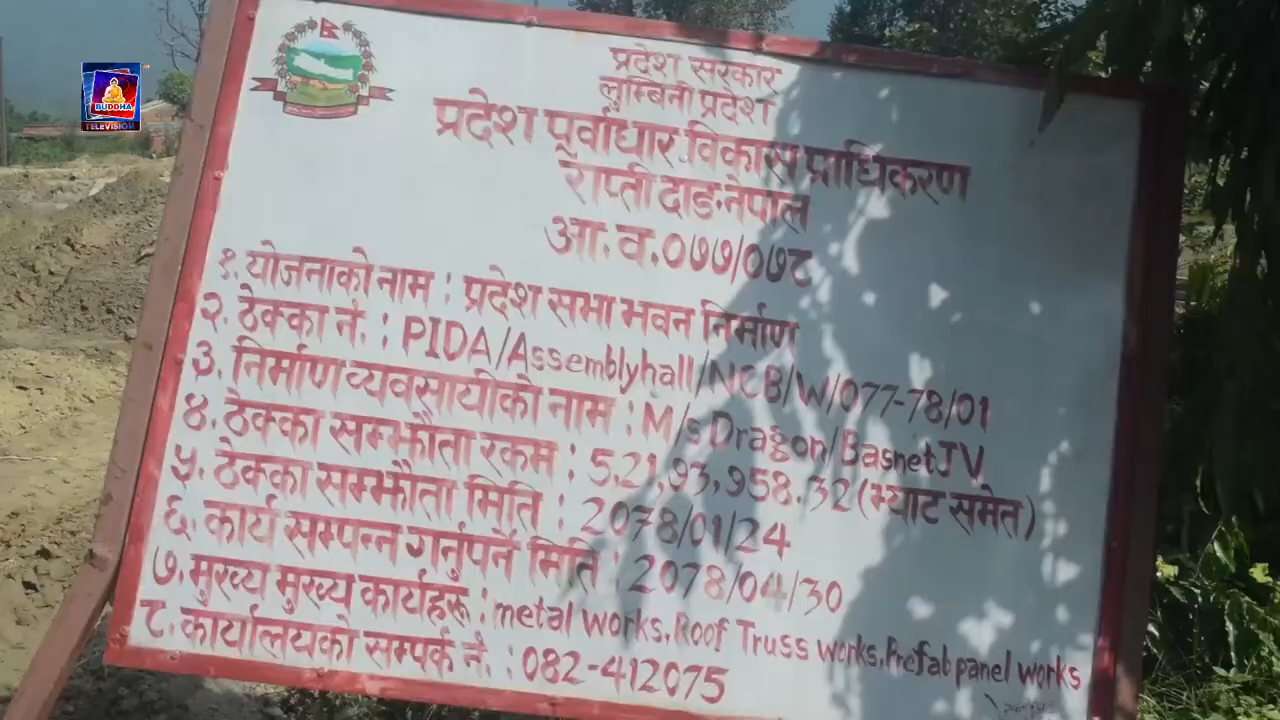 BUDDHA
TELEVISION
प्रदेश सरकार
लुम्बिनी प्रदेश
प्रदेश पूर्वाधार विकास प्राधिकरण
राप्ती दाङ नेपाल
आ. व. ०७७/०७८
१. योजनाको नाम : प्रदेश सभा भवन निर्माण
२. ठेक्का नं. : PIDA/Assemblyhall/NCB/W/077-78/01
३. निर्माण व्यवसायीको नाम : M/s Dragon/Basnet JV
४. ठेक्का सम्झौता रकम : 5,21,93,958.32 (भ्याट समेत)
५. ठेक्का सम्झौता मिति : 2078/01/24
६. कार्य सम्पन्न गर्नुपर्ने मिति : 2078/04/30
७. मुख्य मुख्य कार्यहरू : metal works, Roof Truss works, Prefab panel works
८. कार्यालयको सम्पर्क नं. : 082-412075